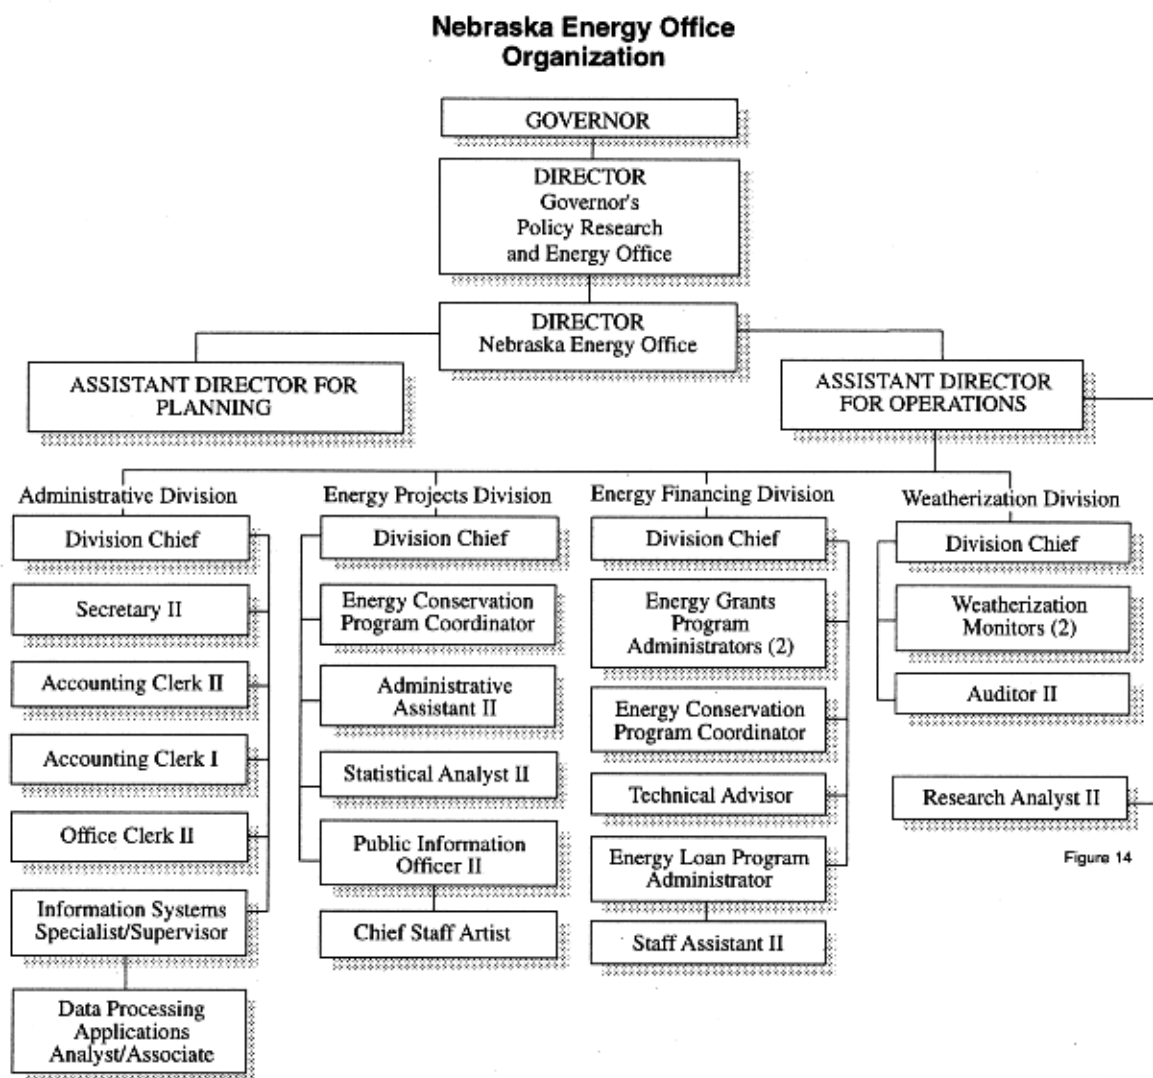 Nebraska Energy Office
Organization
GOVERNOR
DIRECTOR
Governor's
Policy Research
and Energy Office
DIRECTOR
Nebraska Energy Office
ASSISTANT DIRECTOR FOR
PLANNING
ASSISTANT DIRECTOR
FOR OPERATIONS
Administrative Division
Division Chief
Secretary II
Accounting Clerk II
Accounting Clerk I
Office Clerk II
Information Systems
Specialist/Supervisor
Data Processing
Applications
Analyst/Associate
Energy Projects Division
Division Chief
Energy Conservation
Program Coordinator
Administrative
Assistant II
Statistical Analyst II
Public Information
Officer II
Chief Staff Artist
Energy Financing Division
Division Chief
Energy Grants
Program
Administrators (2)
Energy Conservation
Program Coordinator
Technical Advisor
Energy Loan Program
Administrator
Staff Assistant II
Weatherization Division
Division Chief
Weatherization
Monitors (2)
Auditor II
Research Analyst II
Figure 14